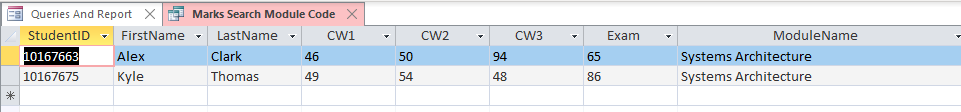 Queries And Report Marks Search Module Code
StudentID FirstName LastName CW1 CW2 CW3 Exam ModuleName
10167663 Alex Clark 46 50 94 65 Systems Architecture
10167675 Kyle Thomas 49 54 48 86 Systems Architecture